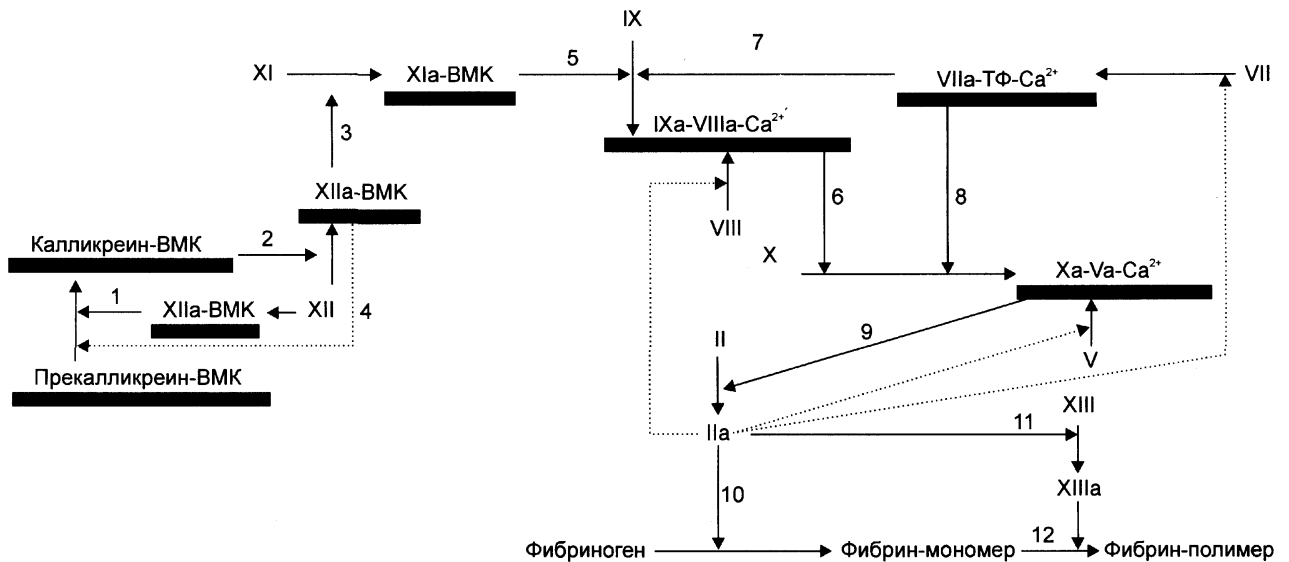 IX
7
5
XI
XIa-ВМК
VIIa-ТФ-Ca2+
VII
3
IXa-VIIIa-Ca2+
XIIa-ВМК
6
8
VIII
Калликреин-ВМК
2
X
Xa-Va-Ca2+
1
XIIa-ВМК
XII
4
9
II
V
Прекалликреин-ВМК
XIII
11
IIa
XIIIa
10
12
Фибриноген
Фибрин-мономер
Фибрин-полимер